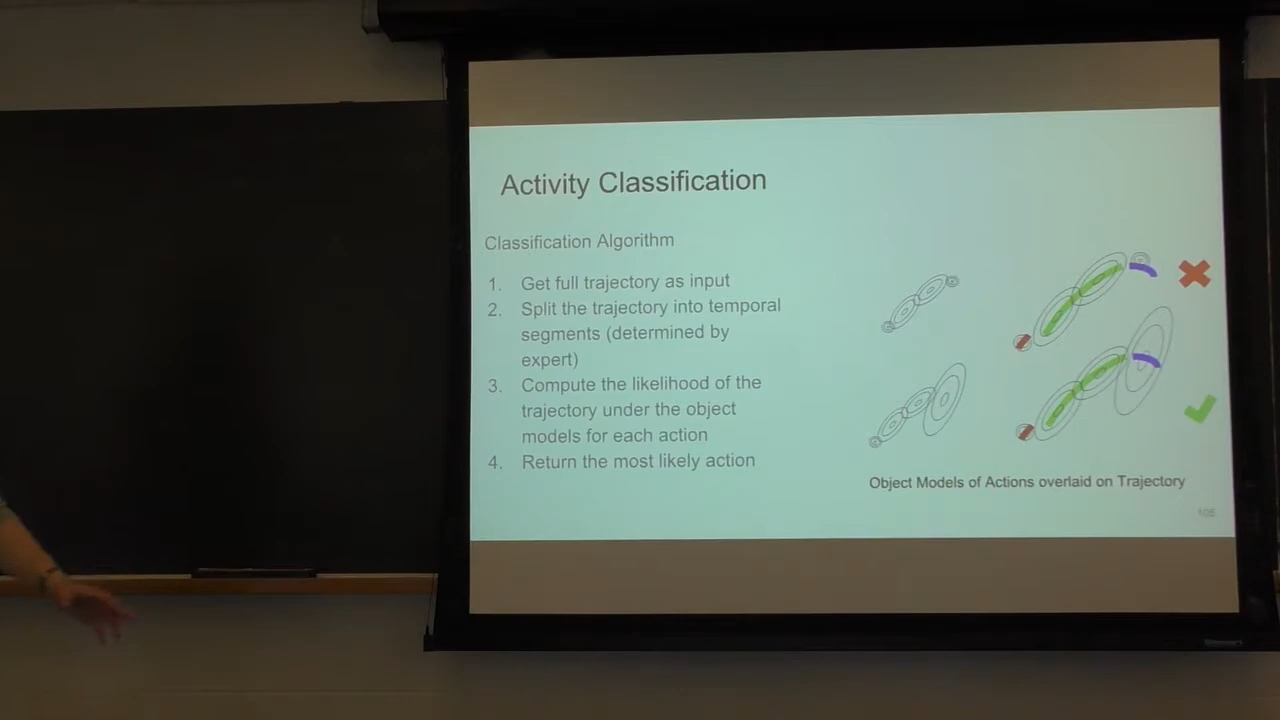 Activity Classification
Classification Algorithm
1. Get full trajectory as input
2. Split the trajectory into temporal
segments (determined by
expert)
3. Compute the likelihood of the
trajectory under the object
models for each action
4. Return the most likely action
Object Models of Actions overlaid on Trajectory